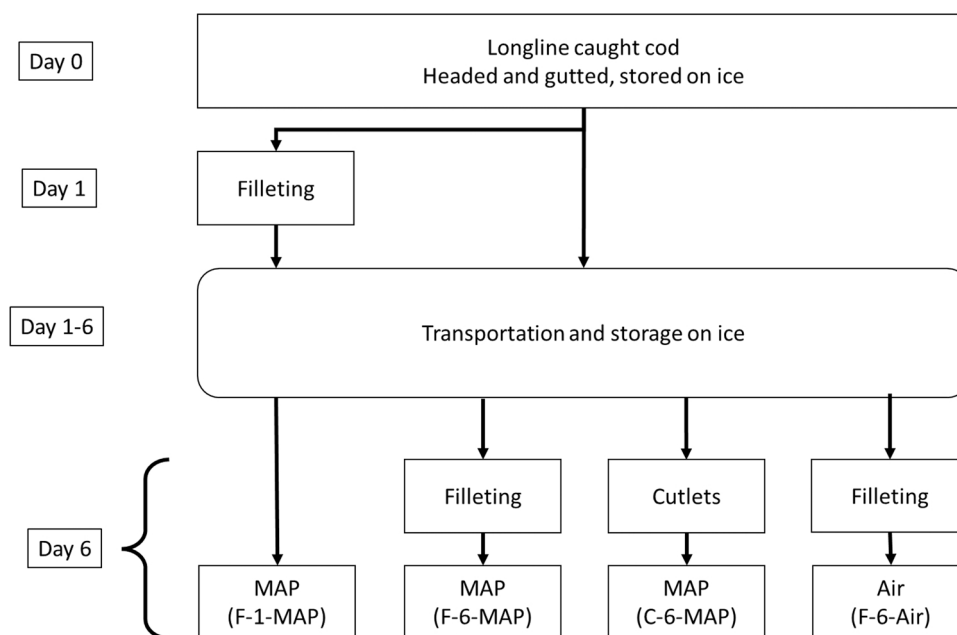 Day 0
Longline caught cod
Headed and gutted, stored on ice
Day 1
Filleting
Day 1-6
Transportation and storage on ice
Filleting
Cutlets
Filleting
Day 6
MAP
(F-1-MAP)
MAP
(F-6-MAP)
MAP
(C-6-MAP)
Air
(F-6-Air)